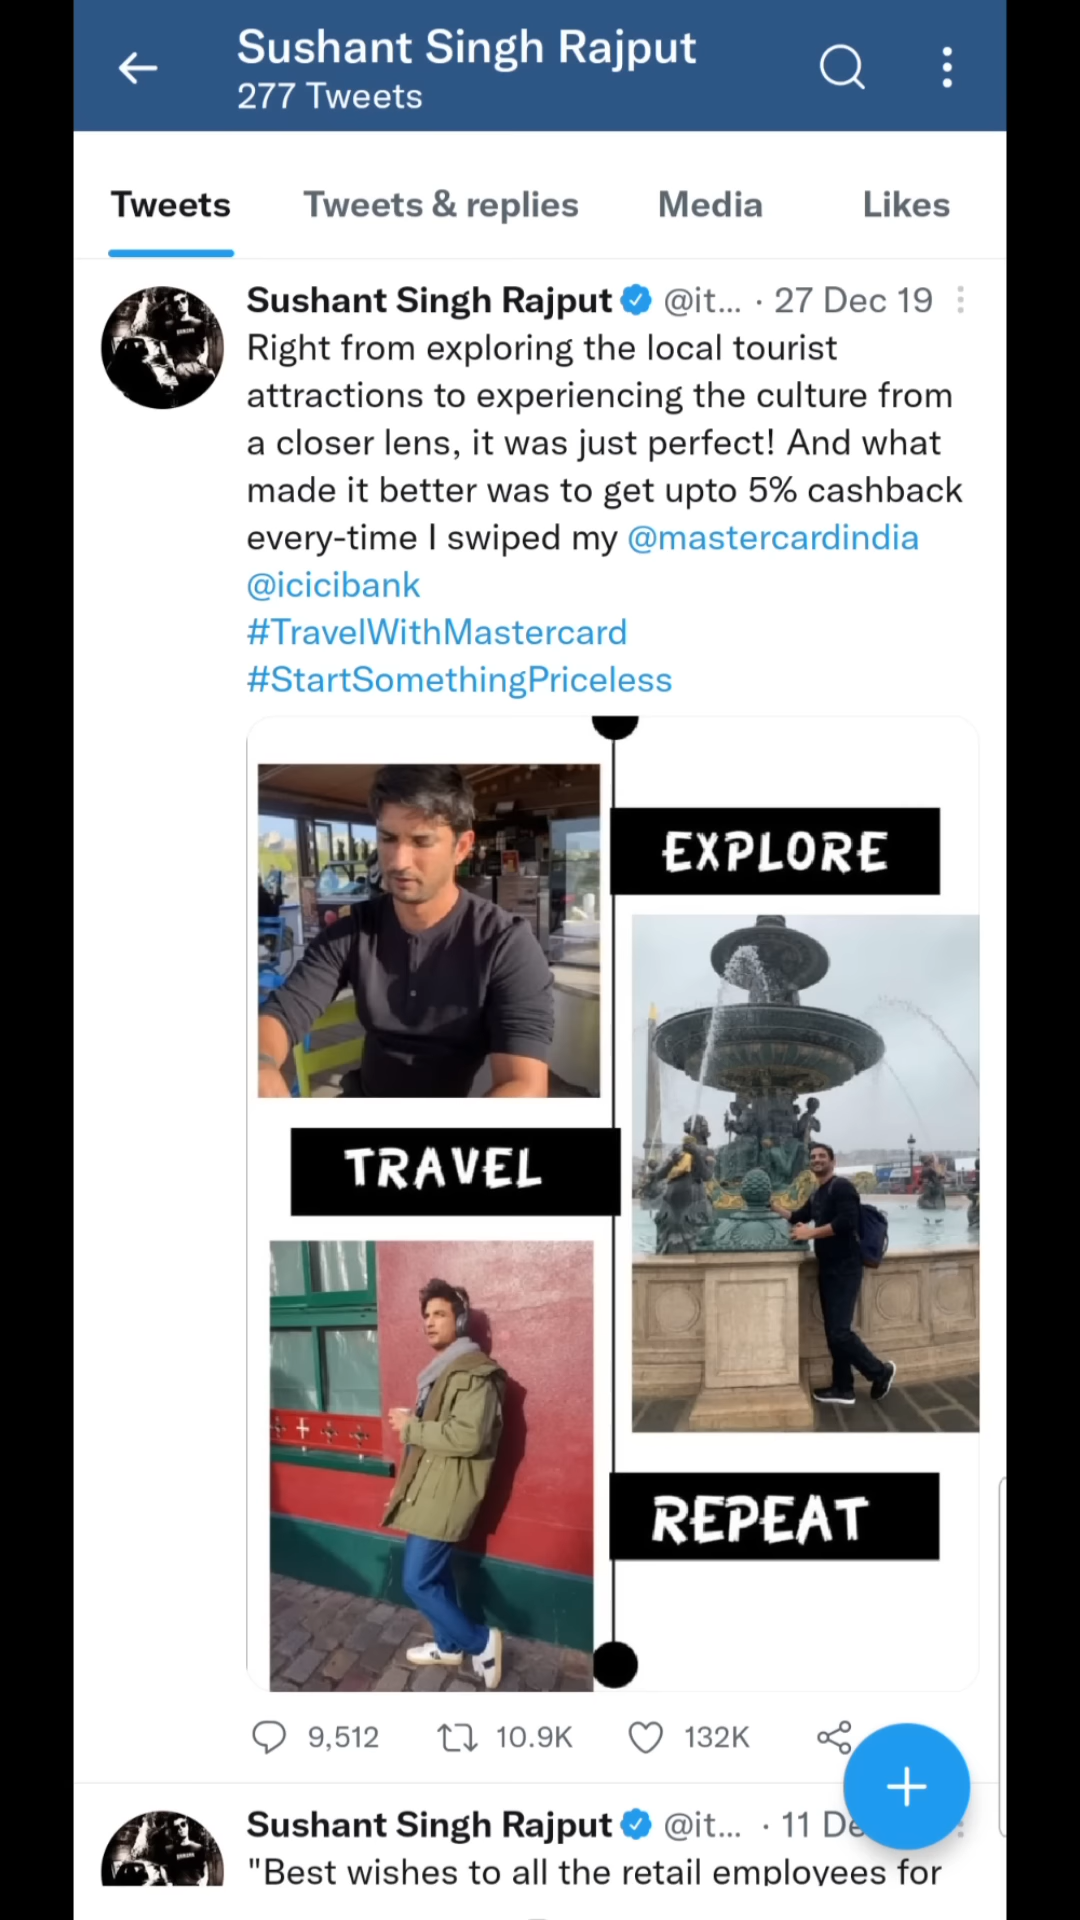 Sushant Singh Rajput
277 Tweets
Tweets Tweets & replies Media Likes
Sushant Singh Rajput @it... · 27 Dec 19
Right from exploring the local tourist
attractions to experiencing the culture from
a closer lens, it was just perfect! And what
made it better was to get upto 5% cashback
every-time I swiped my @mastercardindia
@icicibank
#TravelWithMastercard
#StartSomethingPriceless
EXPLORE
TRAVEL
REPEAT
9,512 10.9K 132K
Sushant Singh Rajput @it... · 11 De
"Best wishes to all the retail employees for